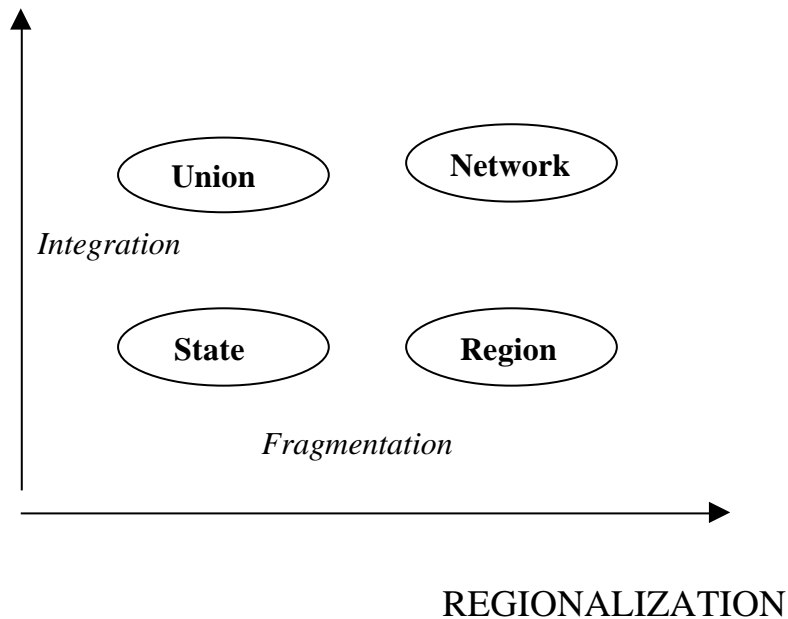 Union
Network
Integration
State
Region
Fragmentation
REGIONALIZATION